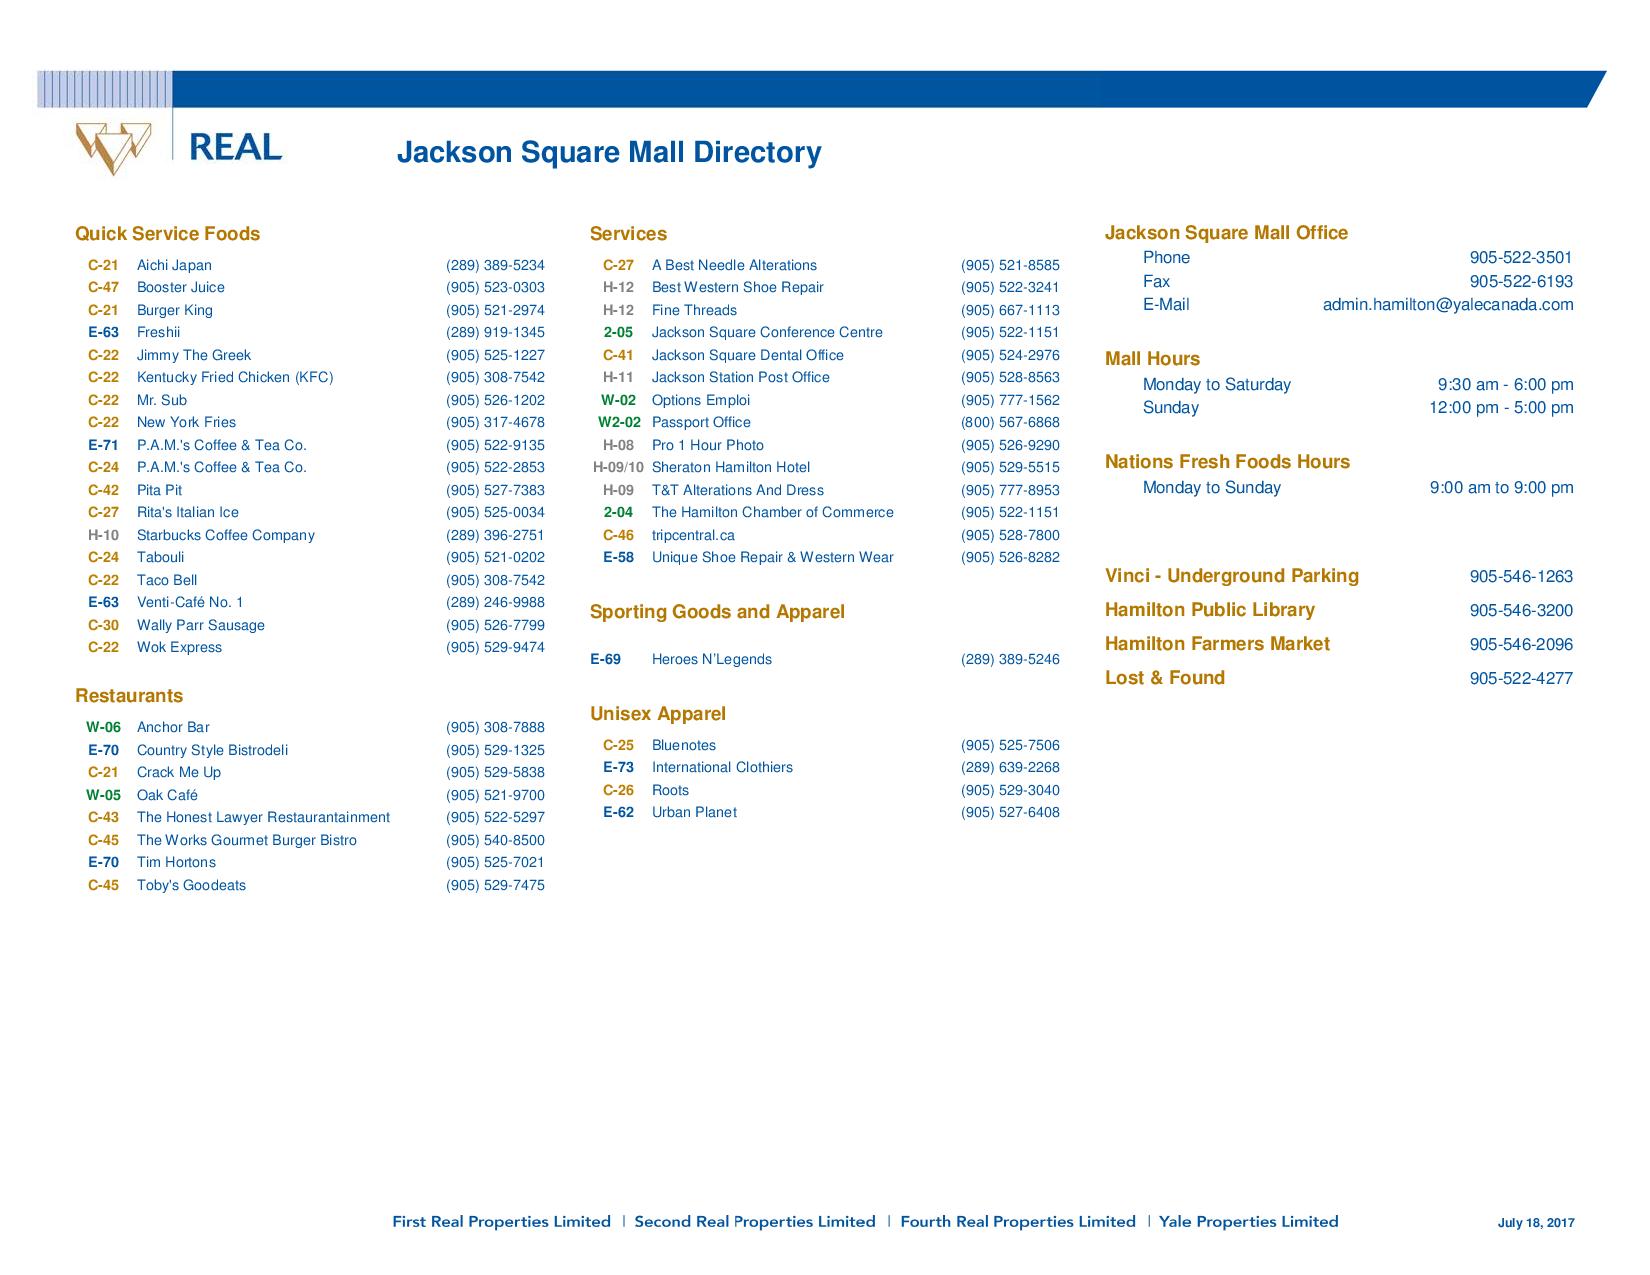 REAL
Jackson Square Mall Directory
Quick Service Foods
C-21 Aichi Japan (289) 389-5234
C-47 Booster Juice (905) 523-0303
C-21 Burger King (905) 521-2974
E-63 Freshii (289) 919-1345
C-22 Jimmy The Greek (905) 525-1227
C-22 Kentucky Fried Chicken (KFC) (905) 308-7542
C-22 Mr. Sub (905) 526-1202
C-22 New York Fries (905) 317-4678
E-71 P.A.M.'s Coffee & Tea Co. (905) 522-9135
C-24 P.A.M.'s Coffee & Tea Co. (905) 522-2853
C-42 Pita Pit (905) 527-7383
C-27 Rita's Italian Ice (905) 525-0034
H-10 Starbucks Coffee Company (289) 396-2751
C-24 Tabouli (905) 521-0202
C-22 Taco Bell (905) 308-7542
E-63 Venti-Café No. 1 (289) 246-9988
C-30 Wally Parr Sausage (905) 526-7799
C-22 Wok Express (905) 529-9474
Restaurants
W-06 Anchor Bar (905) 308-7888
E-70 Country Style Bistrodeli (905) 529-1325
C-21 Crack Me Up (905) 529-5838
W-05 Oak Café (905) 521-9700
C-43 The Honest Lawyer Restaurantainment (905) 522-5297
C-45 The Works Gourmet Burger Bistro (905) 540-8500
E-70 Tim Hortons (905) 525-7021
C-45 Toby's Goodeats (905) 529-7475
Services
C-27 A Best Needle Alterations (905) 521-8585
H-12 Best Western Shoe Repair (905) 522-3241
H-12 Fine Threads (905) 667-1113
2-05 Jackson Square Conference Centre (905) 522-1151
C-41 Jackson Square Dental Office (905) 524-2976
H-11 Jackson Station Post Office (905) 528-8563
W-02 Options Emploi (905) 777-1562
W2-02 Passport Office (800) 567-6868
H-08 Pro 1 Hour Photo (905) 526-9290
H-09/10 Sheraton Hamilton Hotel (905) 529-5515
H-09 T&T Alterations And Dress (905) 777-8953
2-04 The Hamilton Chamber of Commerce (905) 522-1151
C-46 tripcentral.ca (905) 528-7800
E-58 Unique Shoe Repair & Western Wear (905) 526-8282
Sporting Goods and Apparel
E-69 Heroes N'Legends (289) 389-5246
Unisex Apparel
C-25 Bluenotes (905) 525-7506
E-73 International Clothiers (289) 639-2268
C-26 Roots (905) 529-3040
E-62 Urban Planet (905) 527-6408
Jackson Square Mall Office
Phone 905-522-3501
Fax 905-522-6193
E-Mail admin.hamilton@yalecanada.com
Mall Hours
Monday to Saturday 9:30 am - 6:00 pm
Sunday 12:00 pm - 5:00 pm
Nations Fresh Foods Hours
Monday to Sunday 9:00 am to 9:00 pm
Vinci - Underground Parking 905-546-1263
Hamilton Public Library 905-546-3200
Hamilton Farmers Market 905-546-2096
Lost & Found 905-522-4277
First Real Properties Limited | Second Real Properties Limited | Fourth Real Properties Limited | Yale Properties Limited
July 18, 2017